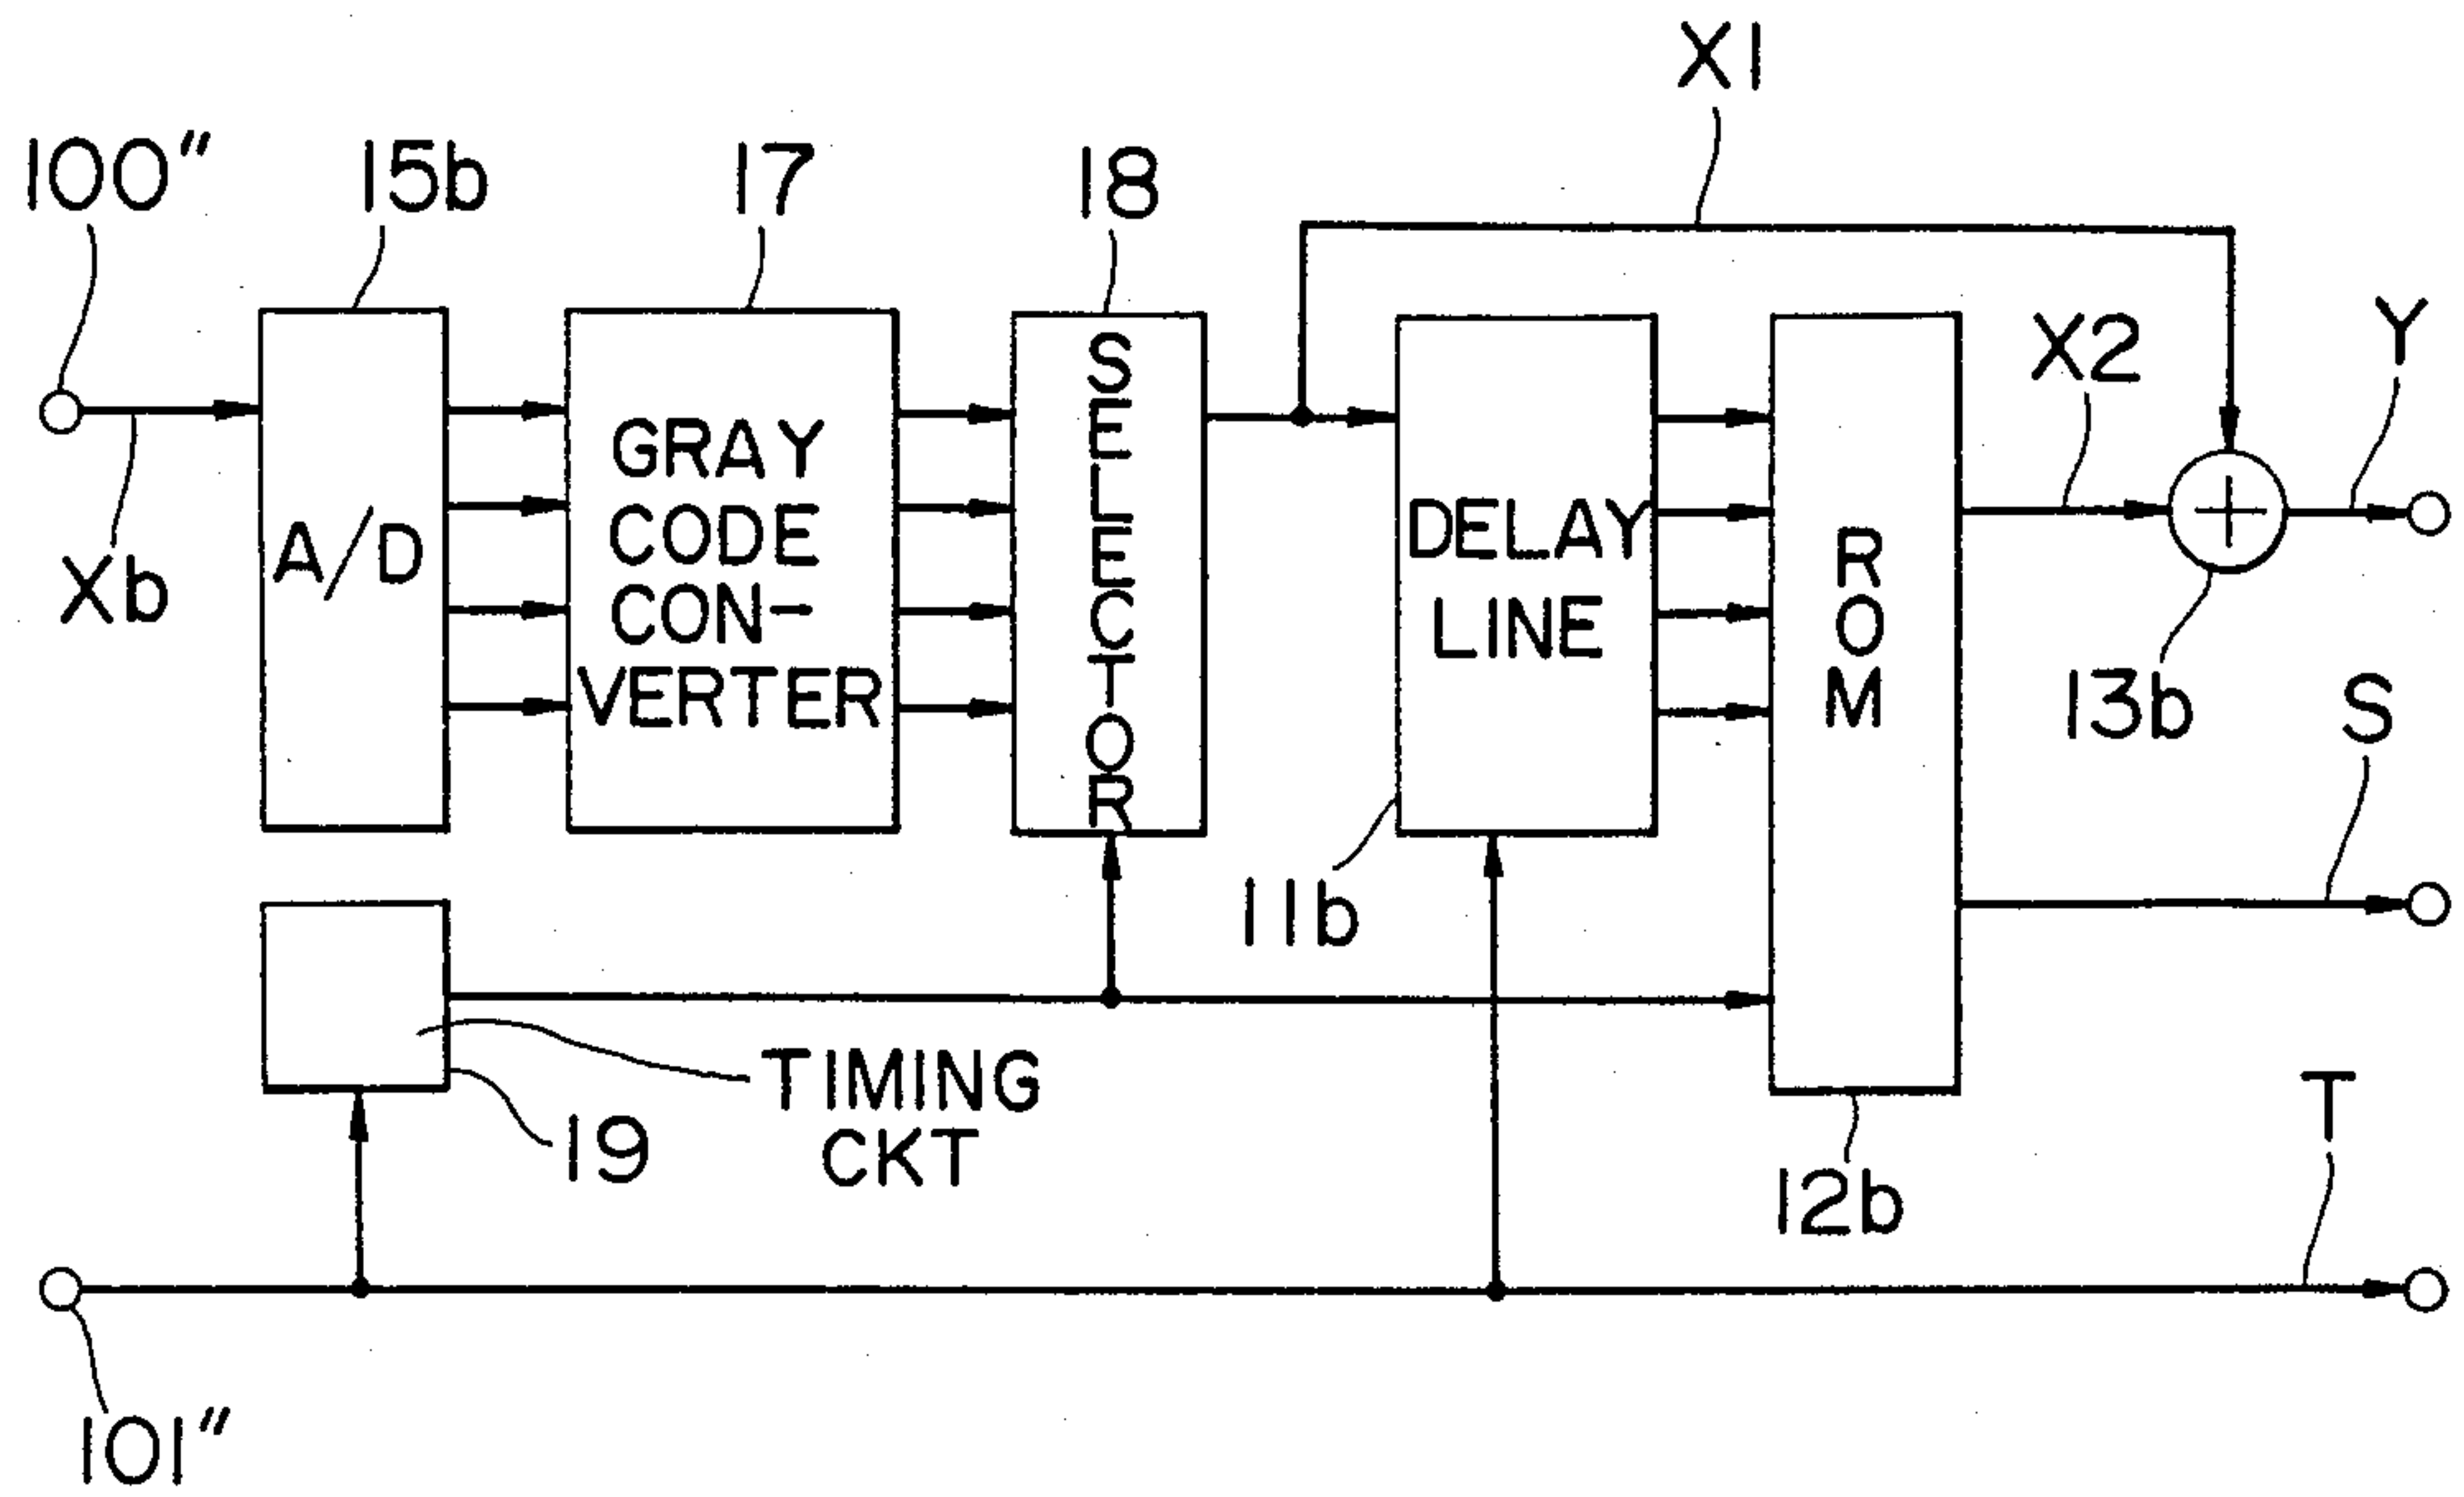 X1
100″
15b
17
18
Xb
A/D
GRAY
CODE
CON-
VERTER
SELECTOR
DELAY
LINE
11b
ROM
X2
Y
13b
S
TIMING
CKT
19
12b
T
101″